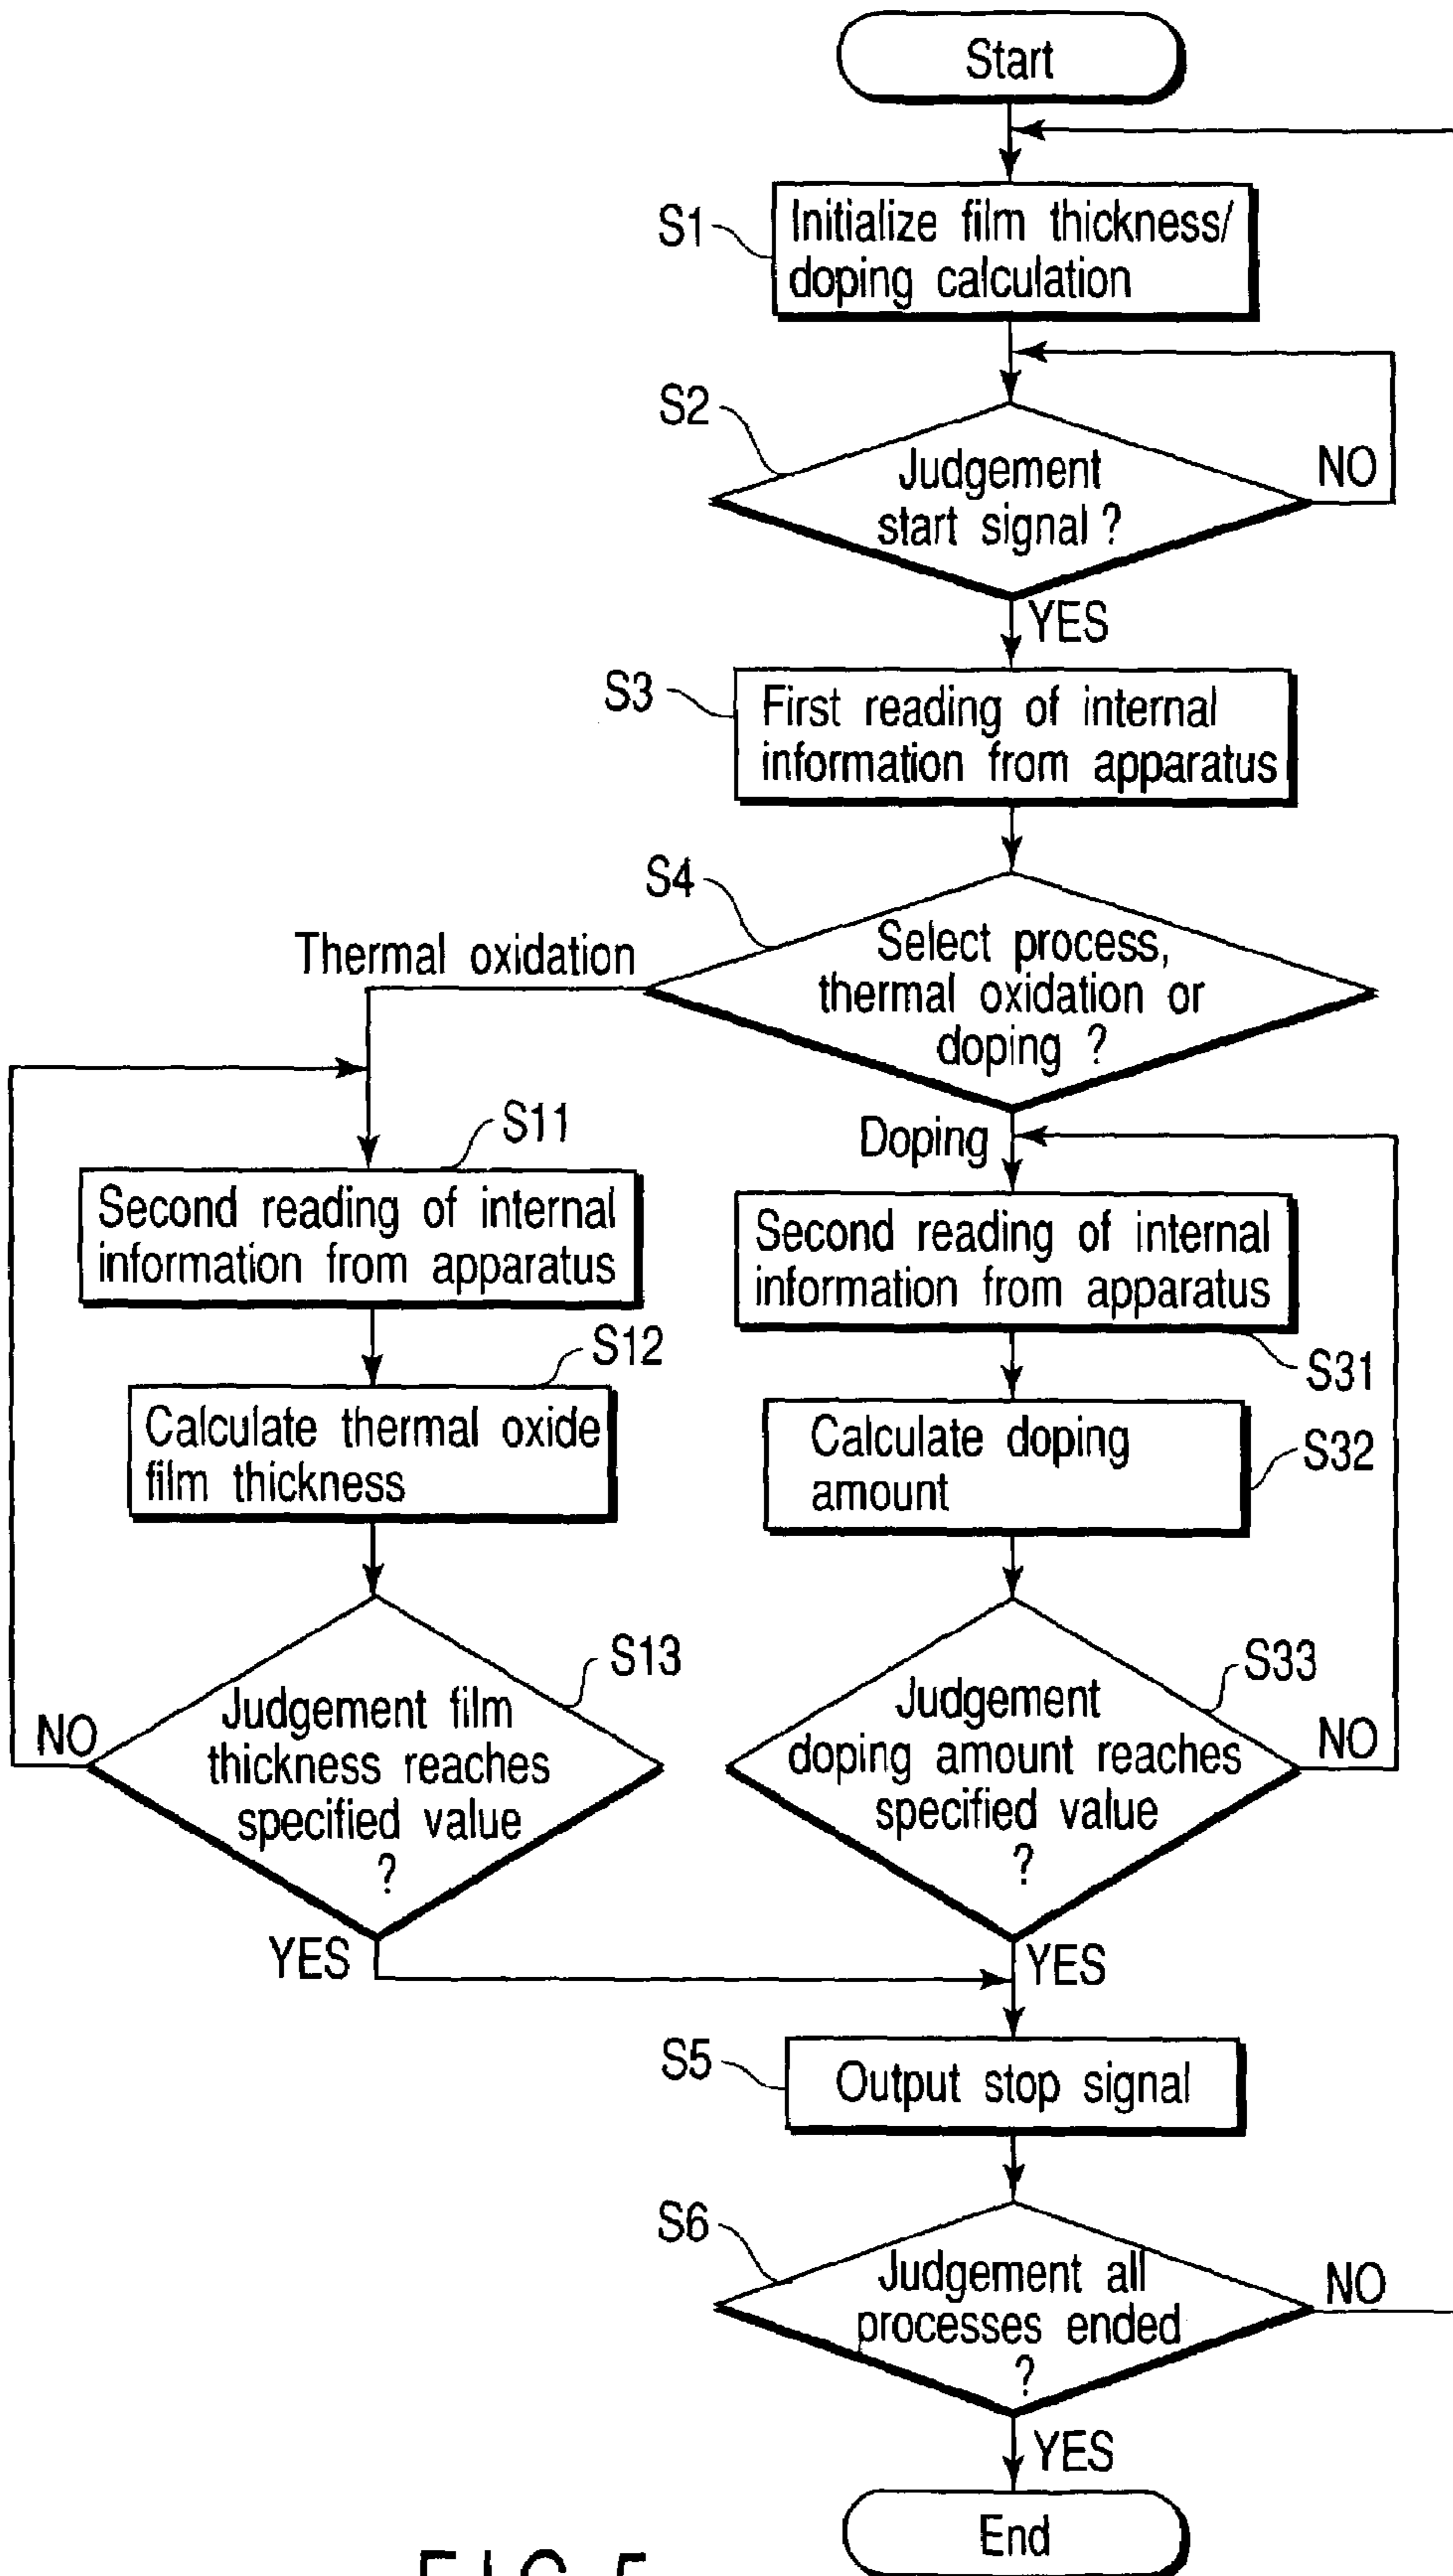 Start
S1
Initialize film thickness/
doping calculation
S2
Judgement
start signal ?
NO
YES
S3
First reading of internal
information from apparatus
S4
Select process,
thermal oxidation or
doping ?
Thermal oxidation
Doping
S11
Second reading of internal
information from apparatus
S12
Calculate thermal oxide
film thickness
S13
Judgement film
thickness reaches
specified value
?
NO
YES
Second reading of internal
information from apparatus
S31
Calculate doping
amount
S32
S33
Judgement
doping amount reaches
specified value
?
NO
YES
S5
Output stop signal
S6
Judgement all
processes ended
?
NO
YES
End
FIG. 5